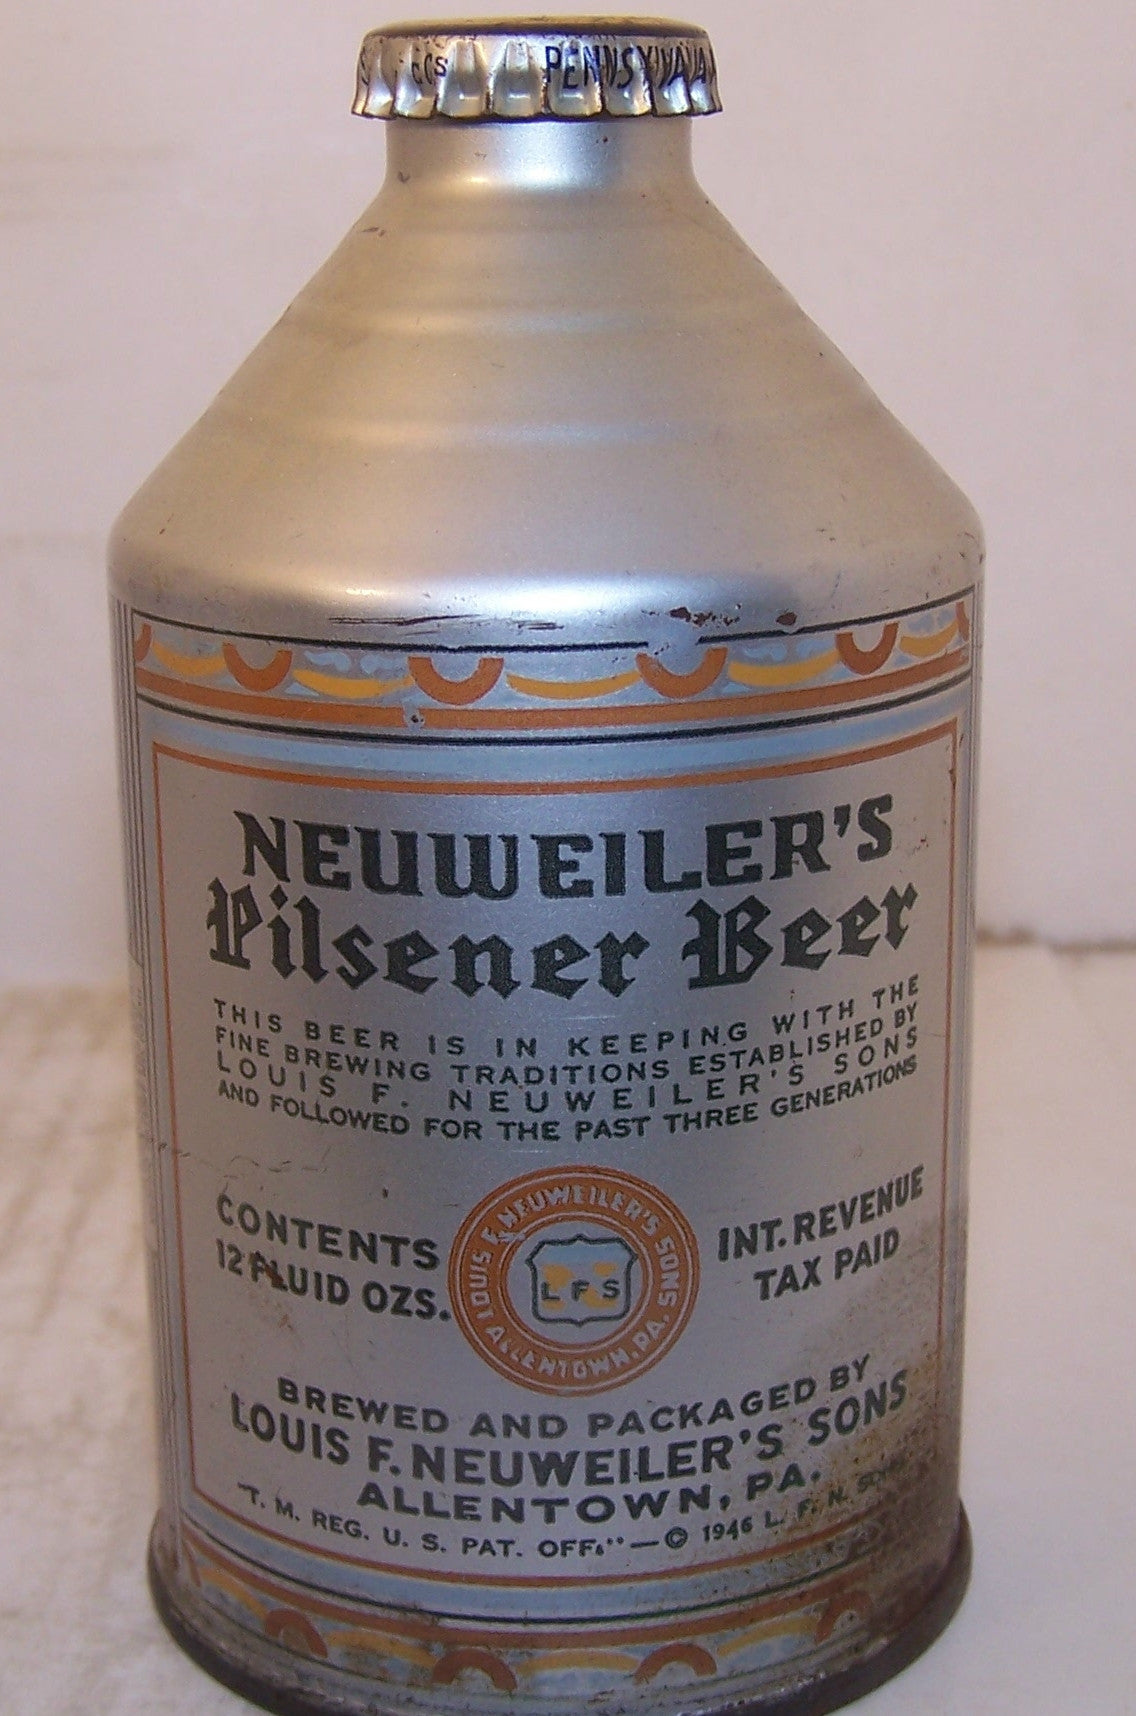 PENNSYLVANIA
NEUWEILER'S
Pilsener Beer
THIS BEER IS IN KEEPING WITH THE
FINE BREWING TRADITIONS ESTABLISHED BY
LOUIS F. NEUWEILER'S SONS
AND FOLLOWED FOR THE PAST THREE GENERATIONS
CONTENTS
12 FLUID OZS.
LOUIS F. NEUWEILER'S SONS
LFS
ALLENTOWN, PA.
INT. REVENUE
TAX PAID
BREWED AND PACKAGED BY
LOUIS F. NEUWEILER'S SONS
ALLENTOWN, PA.
"T. M. REG. U. S. PAT. OFF." — © 1946 L. F. N. SONS